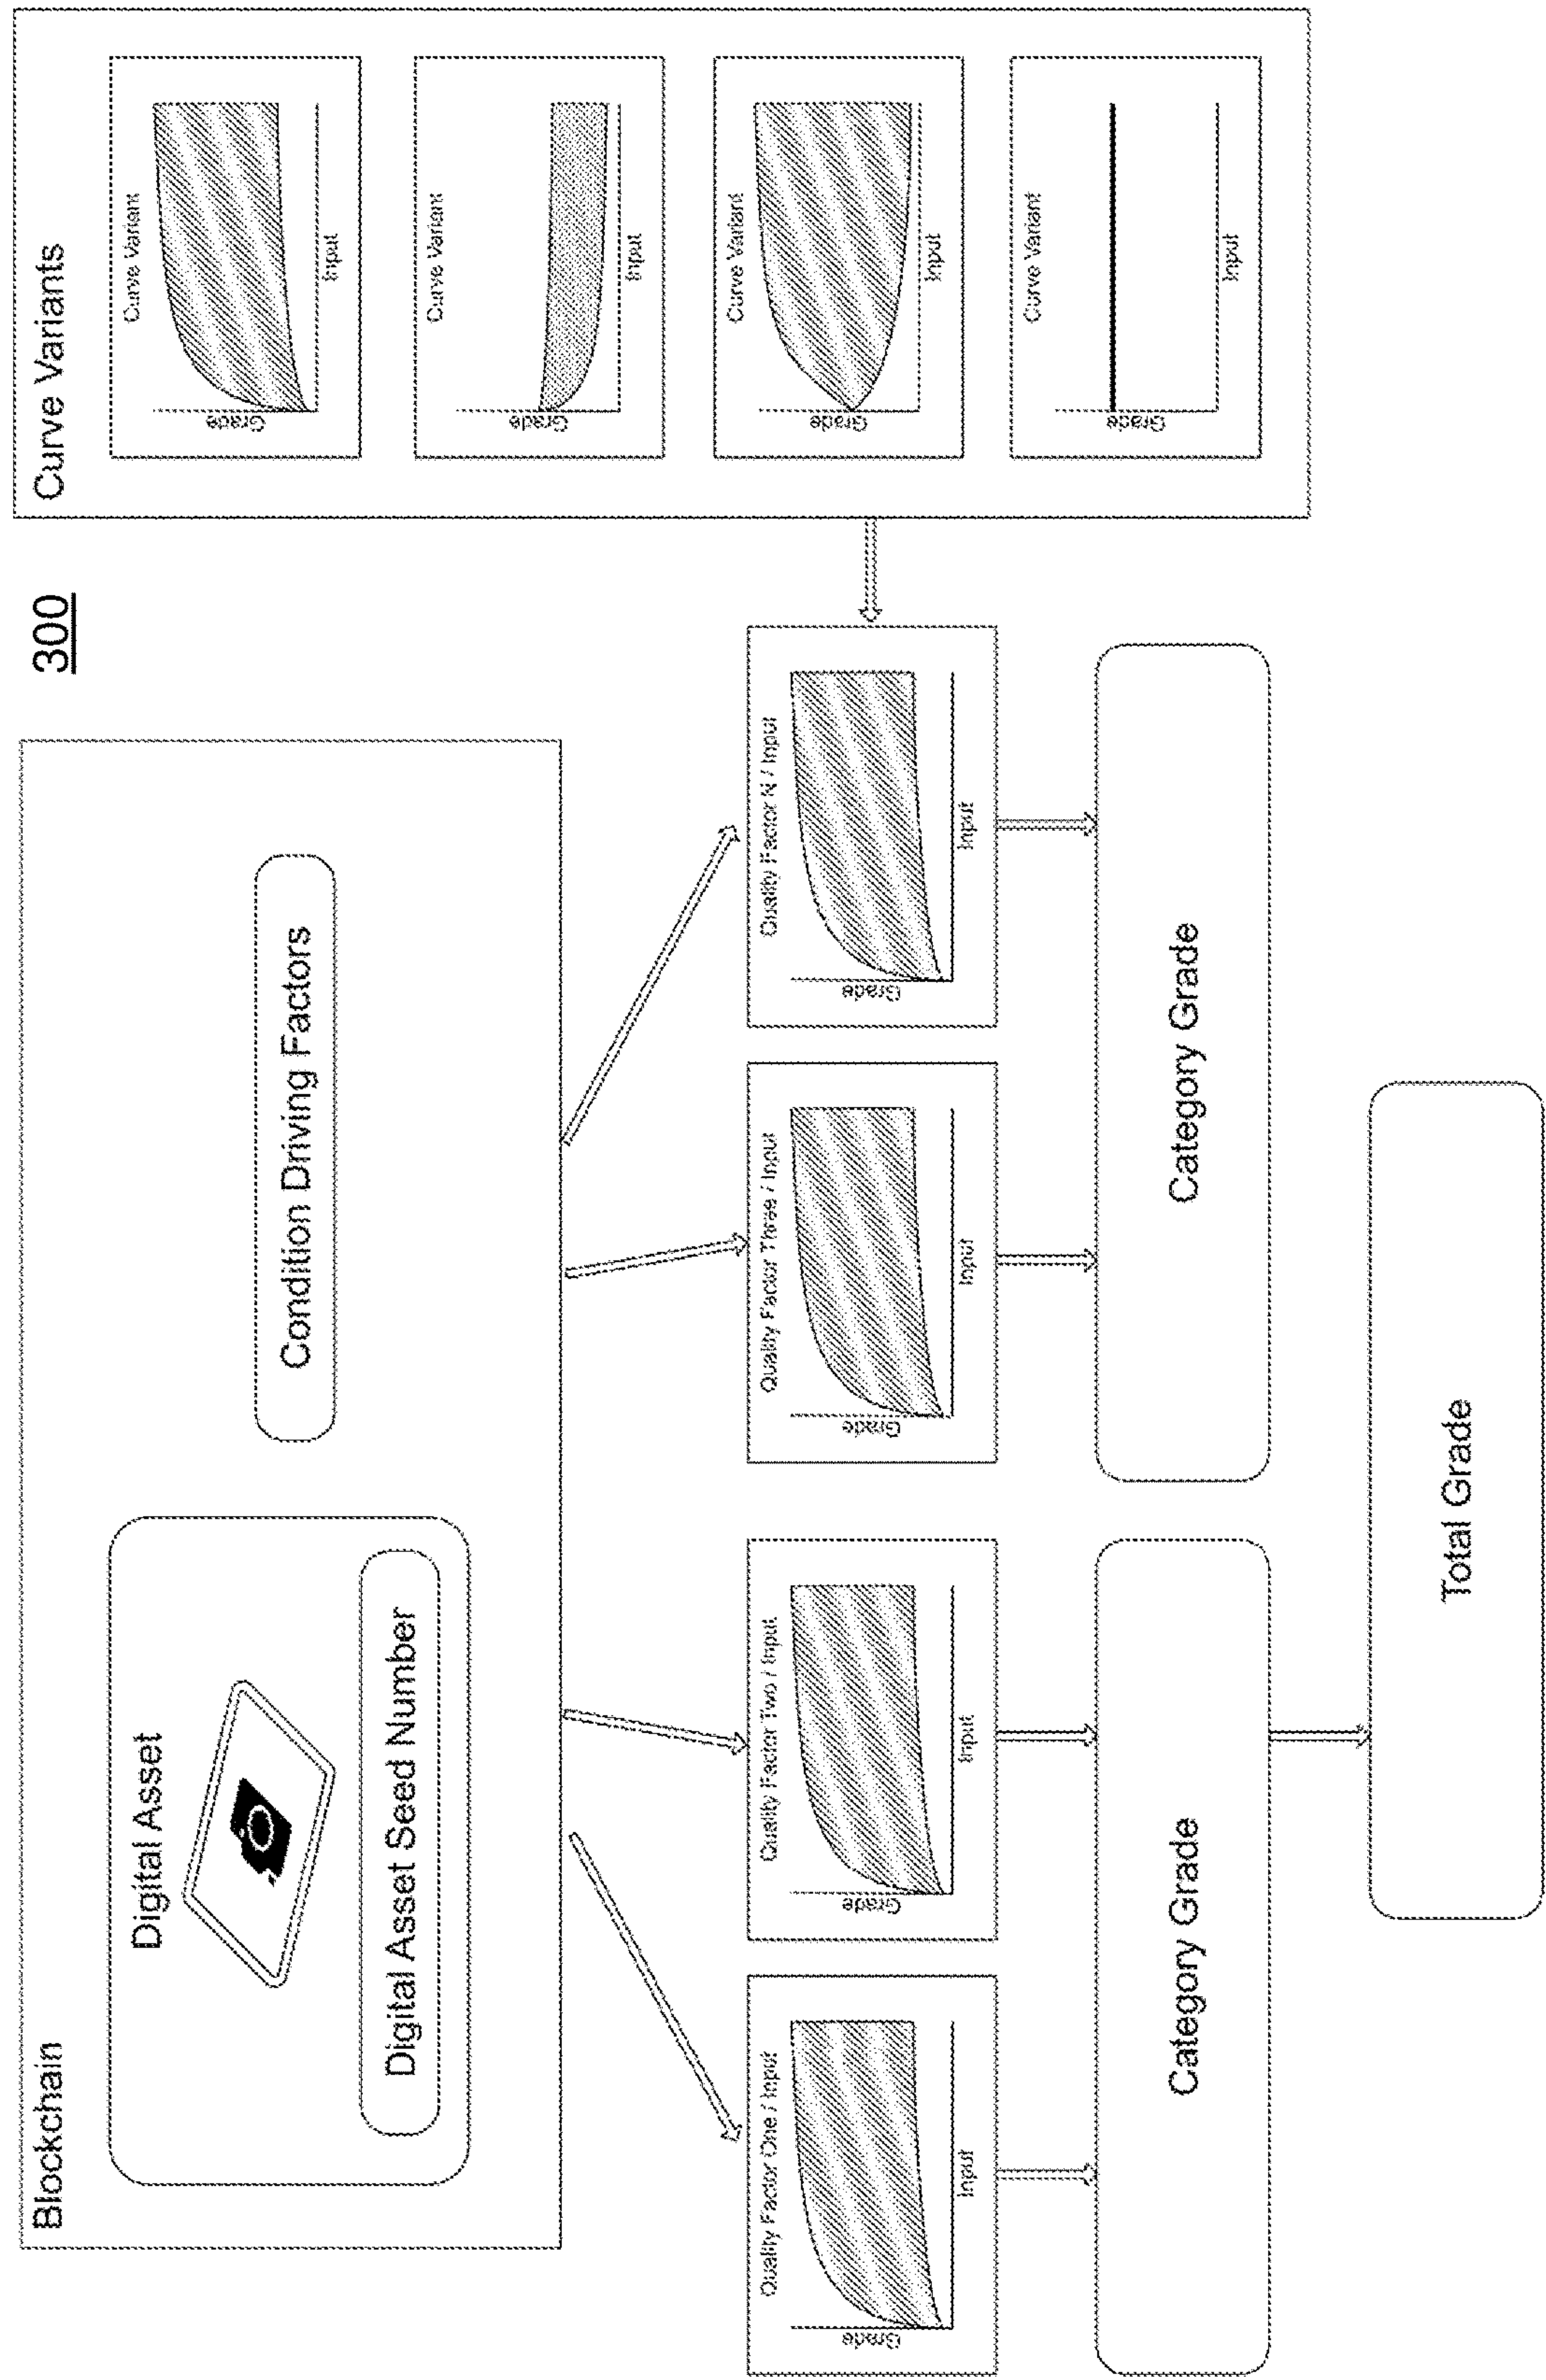 300
Blockchain
Digital Asset
Digital Asset Seed Number
Condition Driving Factors
Curve Variants
Curve Variant
Grade
Input
Curve Variant
Grade
Input
Curve Variant
Grade
Input
Curve Variant
Grade
Input
Quality Factor One / Input
Grade
Input
Quality Factor Two / Input
Grade
Input
Quality Factor Three / Input
Grade
Input
Quality Factor N / Input
Grade
Input
Category Grade
Category Grade
Total Grade